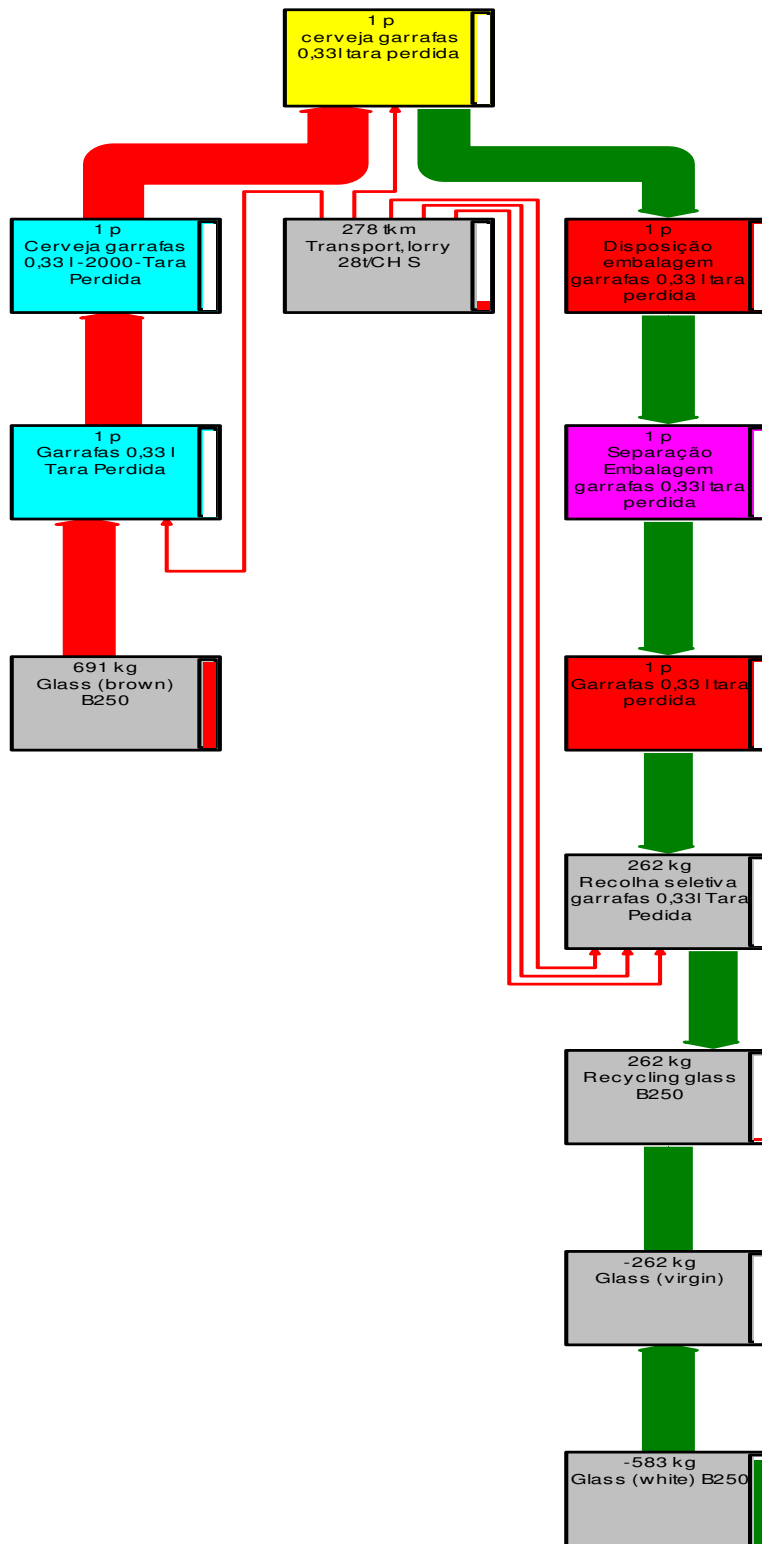 1 p
cerveja garrafas
0,33l tara perdida
1 p
Cerveja garrafas
0,33 l -2000-Tara
Perdida
278 tkm
Transport, lorry
28t/CH S
1 p
Disposição
embalagem
garrafas 0,33 l tara
perdida
1 p
Garrafas 0,33 l
Tara Perdida
1 p
Separação
Embalagem
garrafas 0,33l tara
perdida
691 kg
Glass (brown)
B250
1 p
Garrafas 0,33 l tara
perdida
262 kg
Recolha seletiva
garrafas 0,33l Tara
Pedida
262 kg
Recycling glass
B250
-262 kg
Glass (virgin)
-583 kg
Glass (white) B250